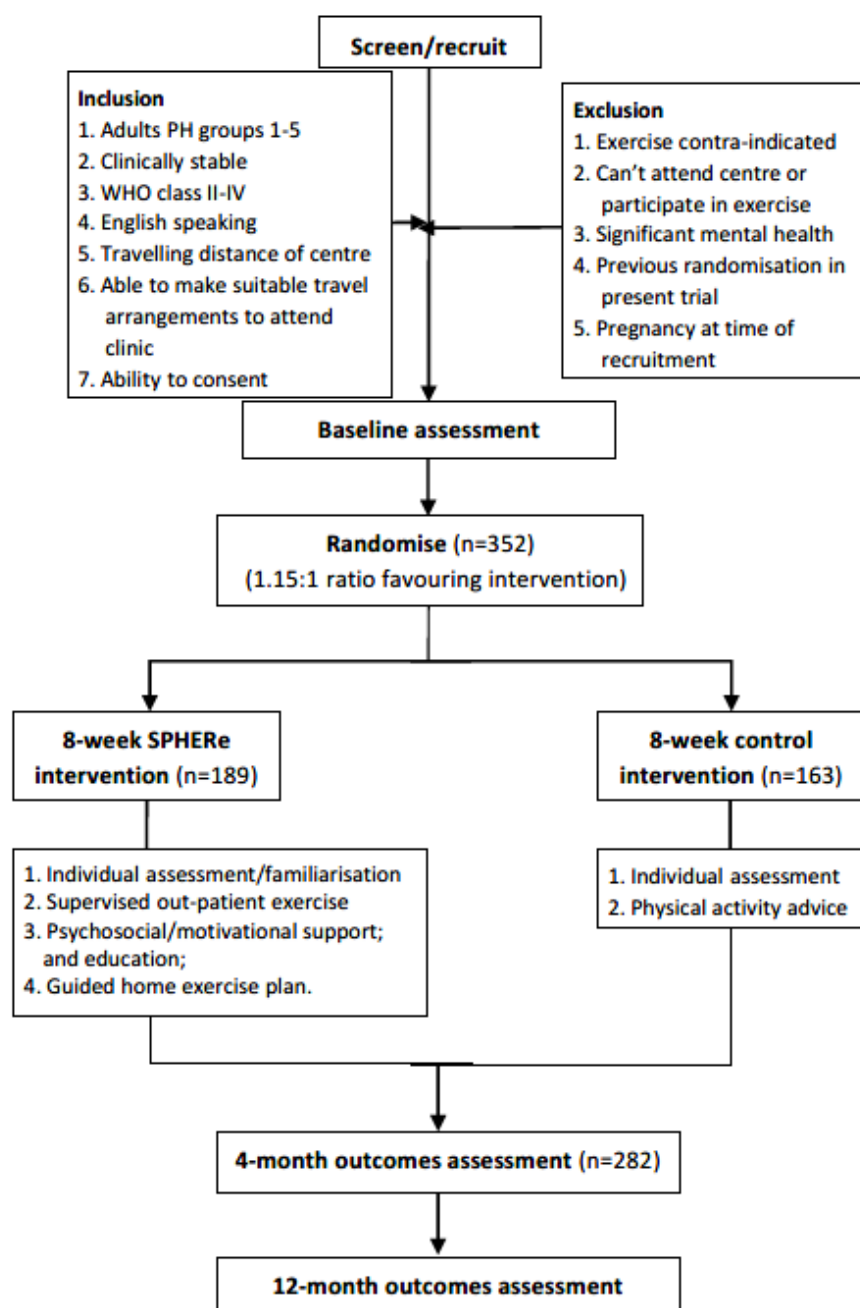 Screen/recruit
Inclusion
1. Adults PH groups 1-5
2. Clinically stable
3. WHO class II-IV
4. English speaking
5. Travelling distance of centre
6. Able to make suitable travel
arrangements to attend
clinic
7. Ability to consent
Exclusion
1. Exercise contra-indicated
2. Can’t attend centre or
participate in exercise
3. Significant mental health
4. Previous randomisation in
present trial
5. Pregnancy at time of
recruitment
Baseline assessment
Randomise (n=352)
(1.15:1 ratio favouring intervention)
8-week SPHERe
intervention (n=189)
8-week control
intervention (n=163)
1. Individual assessment/familiarisation
2. Supervised out-patient exercise
3. Psychosocial/motivational support;
and education;
4. Guided home exercise plan.
1. Individual assessment
2. Physical activity advice
4-month outcomes assessment (n=282)
12-month outcomes assessment